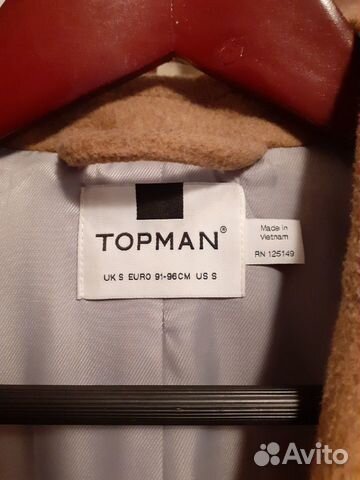 TOPMAN®
UK S EURO 91-96CM US S
Made in
Vietnam
RN 125149
Avito